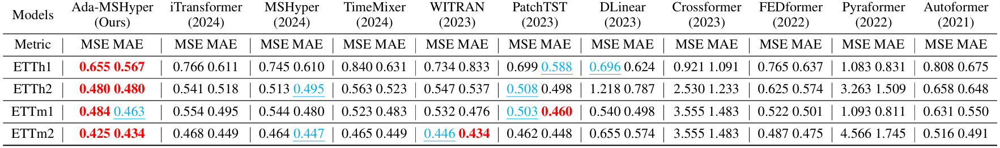 Models Ada-MSHyper iTransformer MSHyper TimeMixer WITRAN PatchTST DLinear Crossformer FEDformer Pyraformer Autoformer
(Ours) (2024) (2024) (2024) (2023) (2023) (2023) (2023) (2022) (2022) (2021)
Metric MSE MAE MSE MAE MSE MAE MSE MAE MSE MAE MSE MAE MSE MAE MSE MAE MSE MAE MSE MAE MSE MAE
ETTh1 0.655 0.567 0.766 0.611 0.745 0.610 0.840 0.631 0.734 0.833 0.699 0.588 0.696 0.624 0.921 1.091 0.765 0.637 1.083 0.831 0.808 0.675
ETTh2 0.480 0.480 0.541 0.518 0.513 0.495 0.563 0.523 0.547 0.537 0.508 0.498 1.218 0.787 2.530 1.233 0.625 0.574 3.263 1.509 0.658 0.648
ETTm1 0.484 0.463 0.554 0.495 0.544 0.480 0.523 0.483 0.532 0.476 0.503 0.460 0.540 0.498 3.555 1.483 0.522 0.501 1.093 0.811 0.631 0.550
ETTm2 0.425 0.434 0.468 0.449 0.464 0.447 0.465 0.449 0.446 0.434 0.462 0.448 0.655 0.574 3.555 1.483 0.487 0.475 4.566 1.745 0.516 0.491